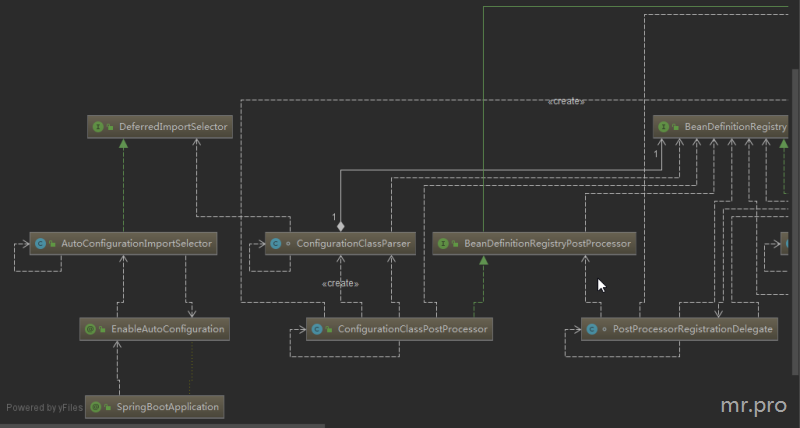 «create»
DeferredImportSelector
BeanDefinitionRegistry
1
1
AutoConfigurationImportSelector
ConfigurationClassParser
BeanDefinitionRegistryPostProcessor
«create»
EnableAutoConfiguration
ConfigurationClassPostProcessor
PostProcessorRegistrationDelegate
Powered by yFiles
SpringBootApplication
mr.pro